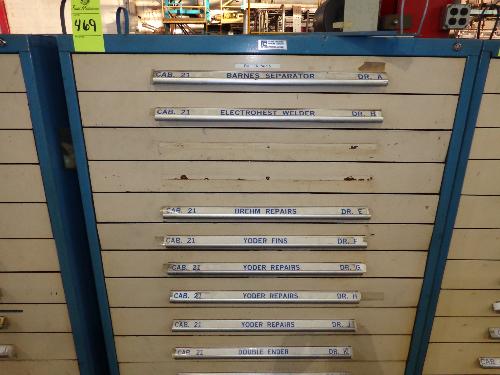 469
CAB. 21 BARNES SEPARATOR DR. A
CAB. 21 ELECTROHEST WELDER DR. B
CAB. 21 BREHM REPAIRS DR. E
CAB. 21 YODER FINS DR. F
CAB. 21 YODER REPAIRS DR. G
CAB. 21 YODER REPAIRS DR. H
CAB. 21 YODER REPAIRS DR. J
CAB. 21 DOUBLE ENDER DR. K